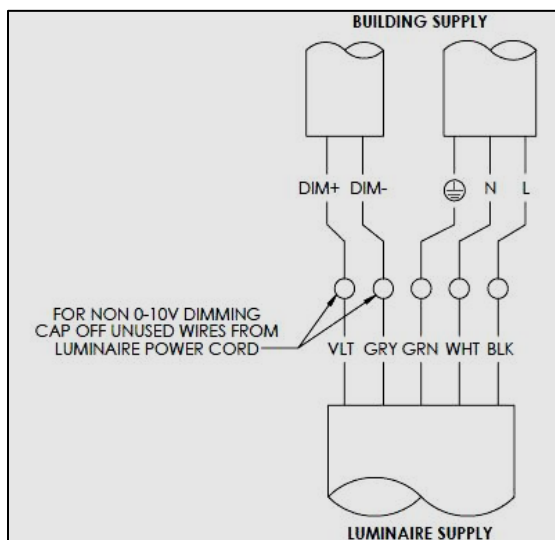 BUILDING SUPPLY
DIM+ DIM- N L
FOR NON 0-10V DIMMING
CAP OFF UNUSED WIRES FROM
LUMINAIRE POWER CORD
VLT GRY GRN WHT BLK
LUMINAIRE SUPPLY